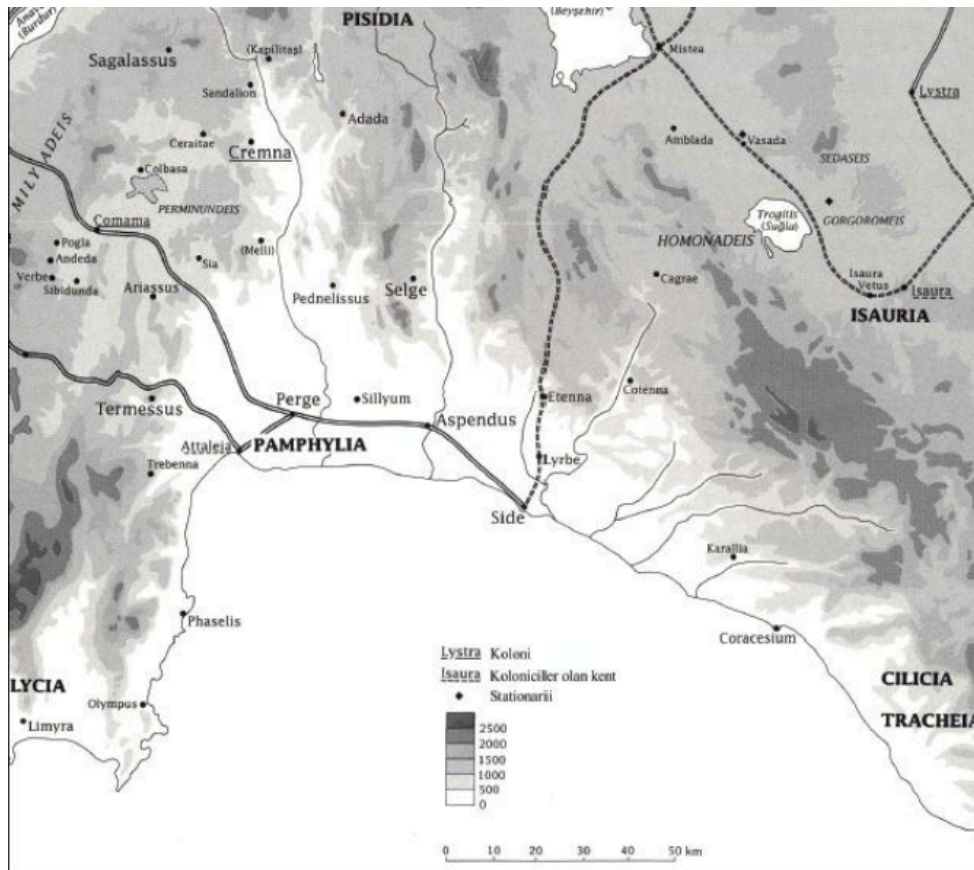 PISIDIA
(Beyşehir)
(Burdur)
Mistea
Sagalassus
(Kapilitaş)
Sandalion
Lystra
Adada
Ceraitae
Cremna
Amblada
Vasada
SEDASEIS
MILYADEIS
Colbasa
PERMINUNDEIS
GORGOROMEIS
Comama
Trogitis
(Suğla)
HOMONADEIS
Pogla
(Melli)
Andeda
Sia
Verbe
Sibidunda
Ariassus
Pednelissus
Selge
Cagrae
Isaura
Vetus
Isaura
ISAURIA
Cotenna
Termessus
Perge
Sillyum
Etenna
Aspendus
Attaleia
PAMPHYLIA
Trebenna
Lyrbe
Side
Karallia
Phaselis
Coracesium
Lystra Koloni
Isaura Koloniciller olan kent
Stationarii
LYCIA
CILICIA
TRACHEIA
Olympus
Limyra
2500
2000
1500
1000
500
0
0 10 20 30 40 50 km